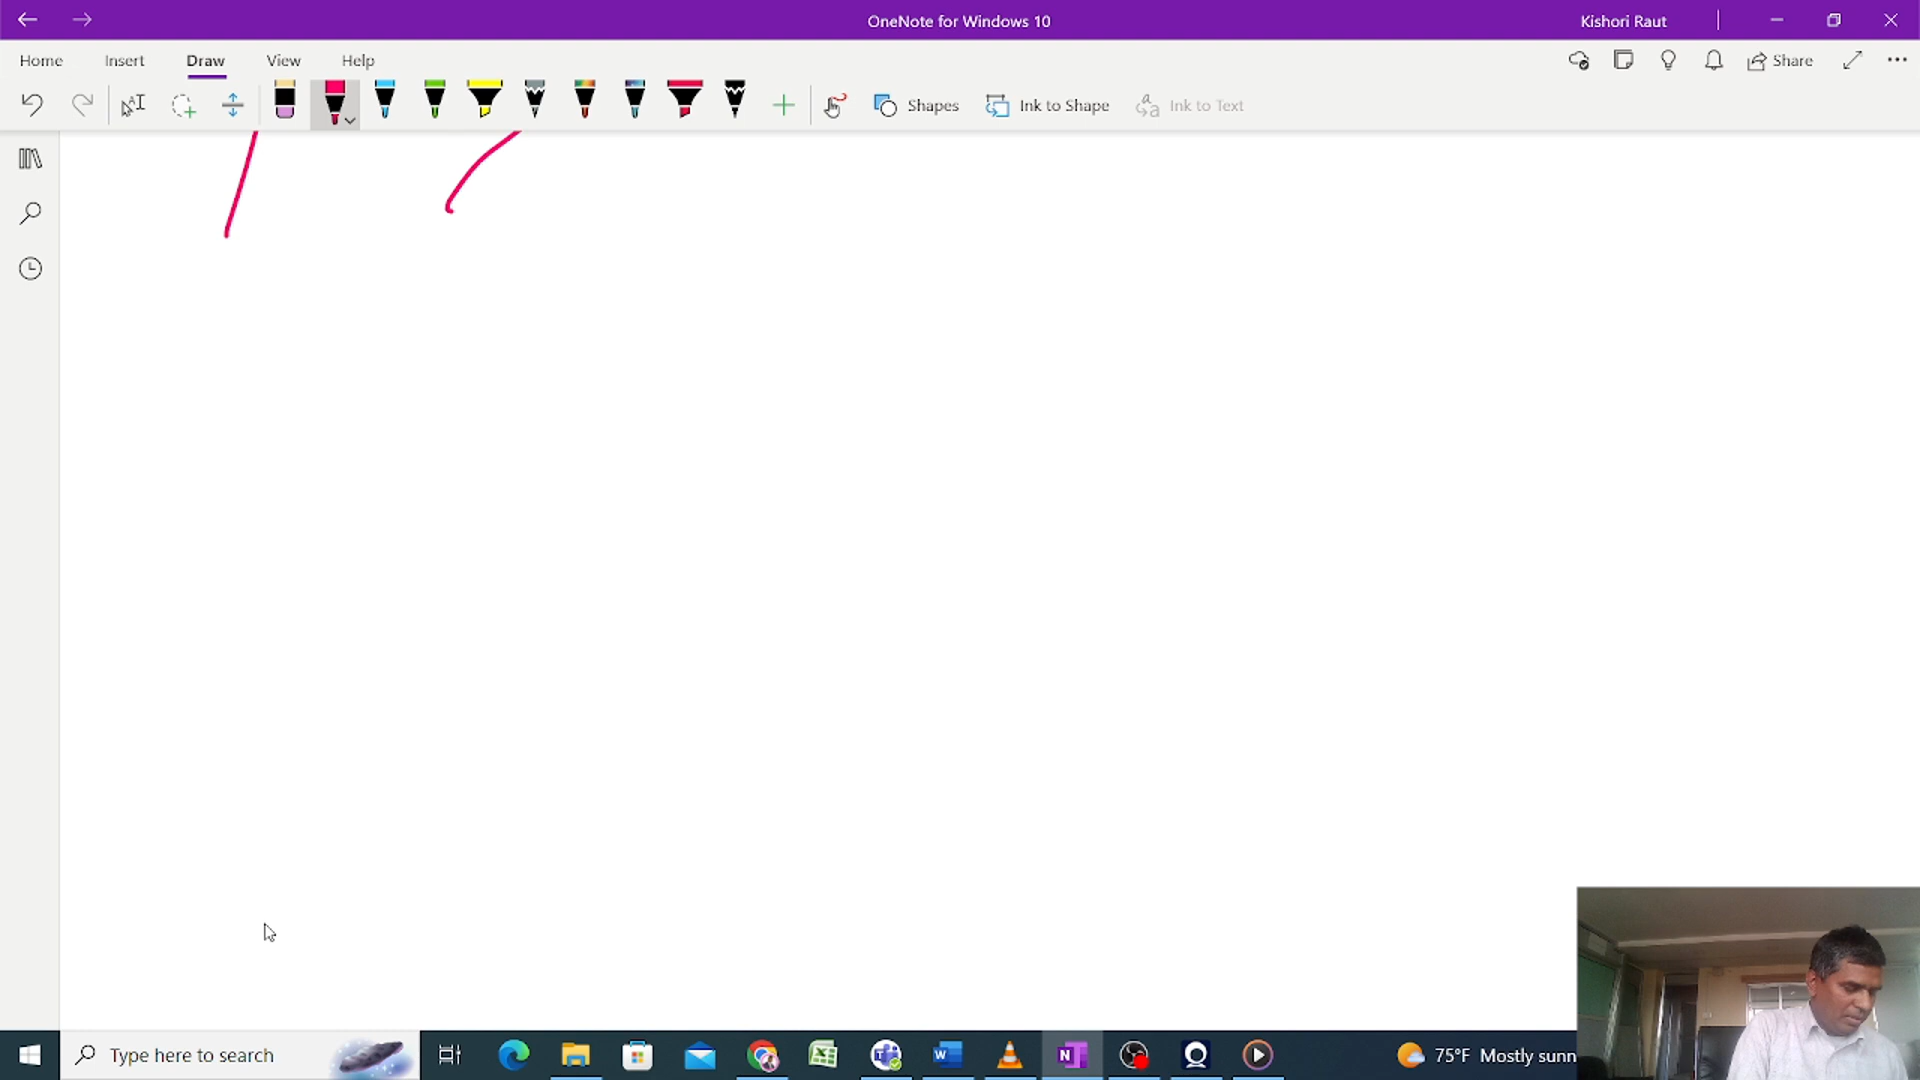 OneNote for Windows 10
Kishori Raut
Home Insert Draw View Help
Share
Shapes Ink to Shape Ink to Text
Type here to search
75°F Mostly sunn